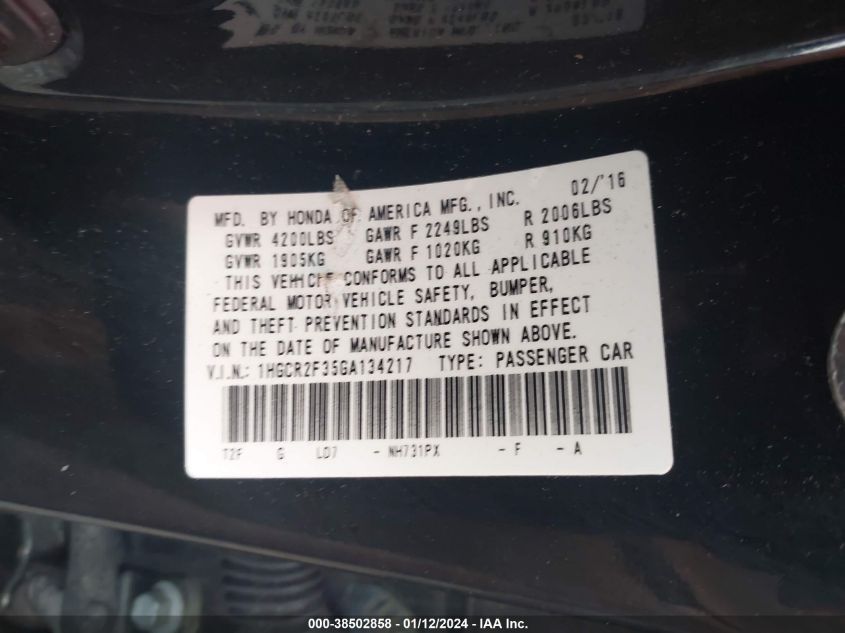 MFD. BY HONDA OF AMERICA MFG., INC. 02/'16
GVWR 4200LBS GAWR F 2249LBS R 2006LBS
GVWR 1905KG GAWR F 1020KG R 910KG
THIS VEHICLE CONFORMS TO ALL APPLICABLE
FEDERAL MOTOR VEHICLE SAFETY, BUMPER,
AND THEFT PREVENTION STANDARDS IN EFFECT
ON THE DATE OF MANUFACTURE SHOWN ABOVE.
V.I.N.: 1HGCR2F35GA134217 TYPE: PASSENGER CAR
T2F G LD7 - NH731PX - F - A
000-38502858 - 01/12/2024 - IAA Inc.